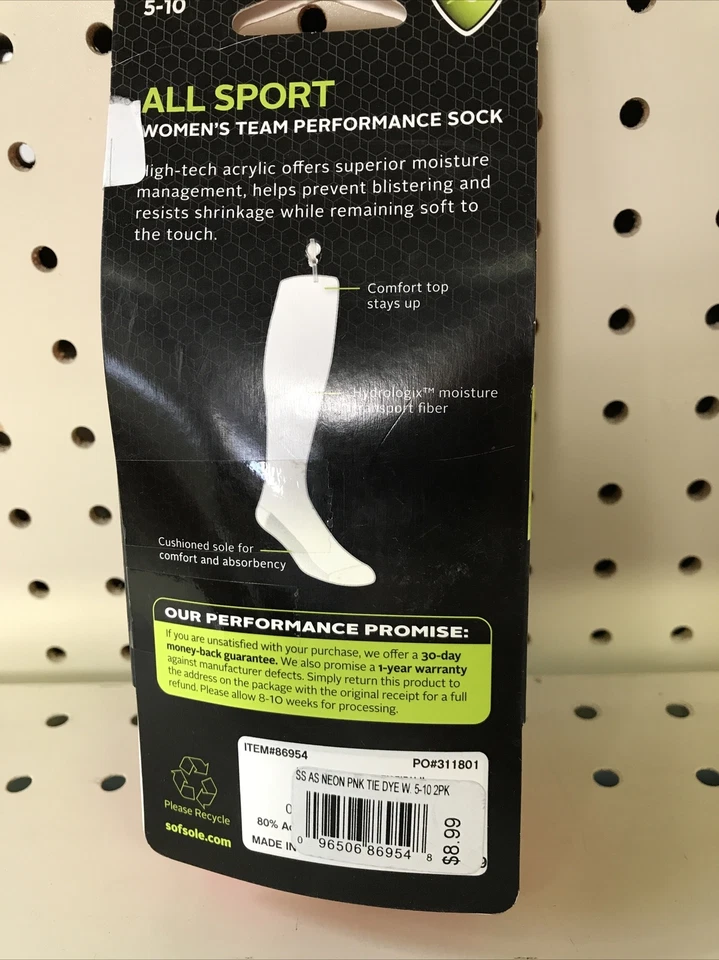 5-10
ALL SPORT
WOMEN'S TEAM PERFORMANCE SOCK
High-tech acrylic offers superior moisture
management, helps prevent blistering and
resists shrinkage while remaining soft to
the touch.
Comfort top
stays up
Hydrologix™ moisture
transport fiber
Cushioned sole for
comfort and absorbency
OUR PERFORMANCE PROMISE:
If you are unsatisfied with your purchase, we offer a 30-day
money-back guarantee. We also promise a 1-year warranty
against manufacturer defects. Simply return this product to
the address on the package with the original receipt for a full
refund. Please allow 8-10 weeks for processing.
Please Recycle
sofsole.com
ITEM#86954
PO#311801
80%
MADE IN
SS AS NEON PNK TIE DYE W 5-10 2PK
0 96506 86954 8
$8.99